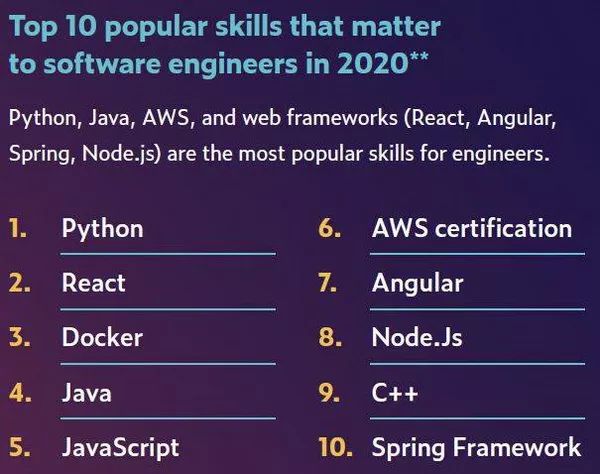 Top 10 popular skills that matter
to software engineers in 2020**
Python, Java, AWS, and web frameworks (React, Angular,
Spring, Node.js) are the most popular skills for engineers.
1. Python
2. React
3. Docker
4. Java
5. JavaScript
6. AWS certification
7. Angular
8. Node.Js
9. C++
10. Spring Framework